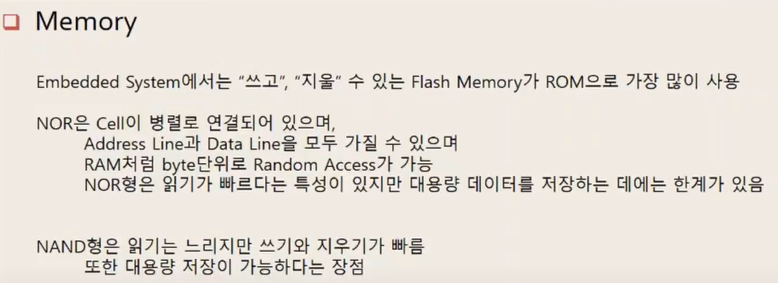 Memory
Embedded System에서는 “쓰고”, “지울” 수 있는 Flash Memory가 ROM으로 가장 많이 사용
NOR은 Cell이 병렬로 연결되어 있으며,
Address Line과 Data Line을 모두 가질 수 있으며
RAM처럼 byte단위로 Random Access가 가능
NOR형은 읽기가 빠르다는 특성이 있지만 대용량 데이터를 저장하는 데에는 한계가 있음
NAND형은 읽기는 느리지만 쓰기와 지우기가 빠름
또한 대용량 저장이 가능하다는 장점